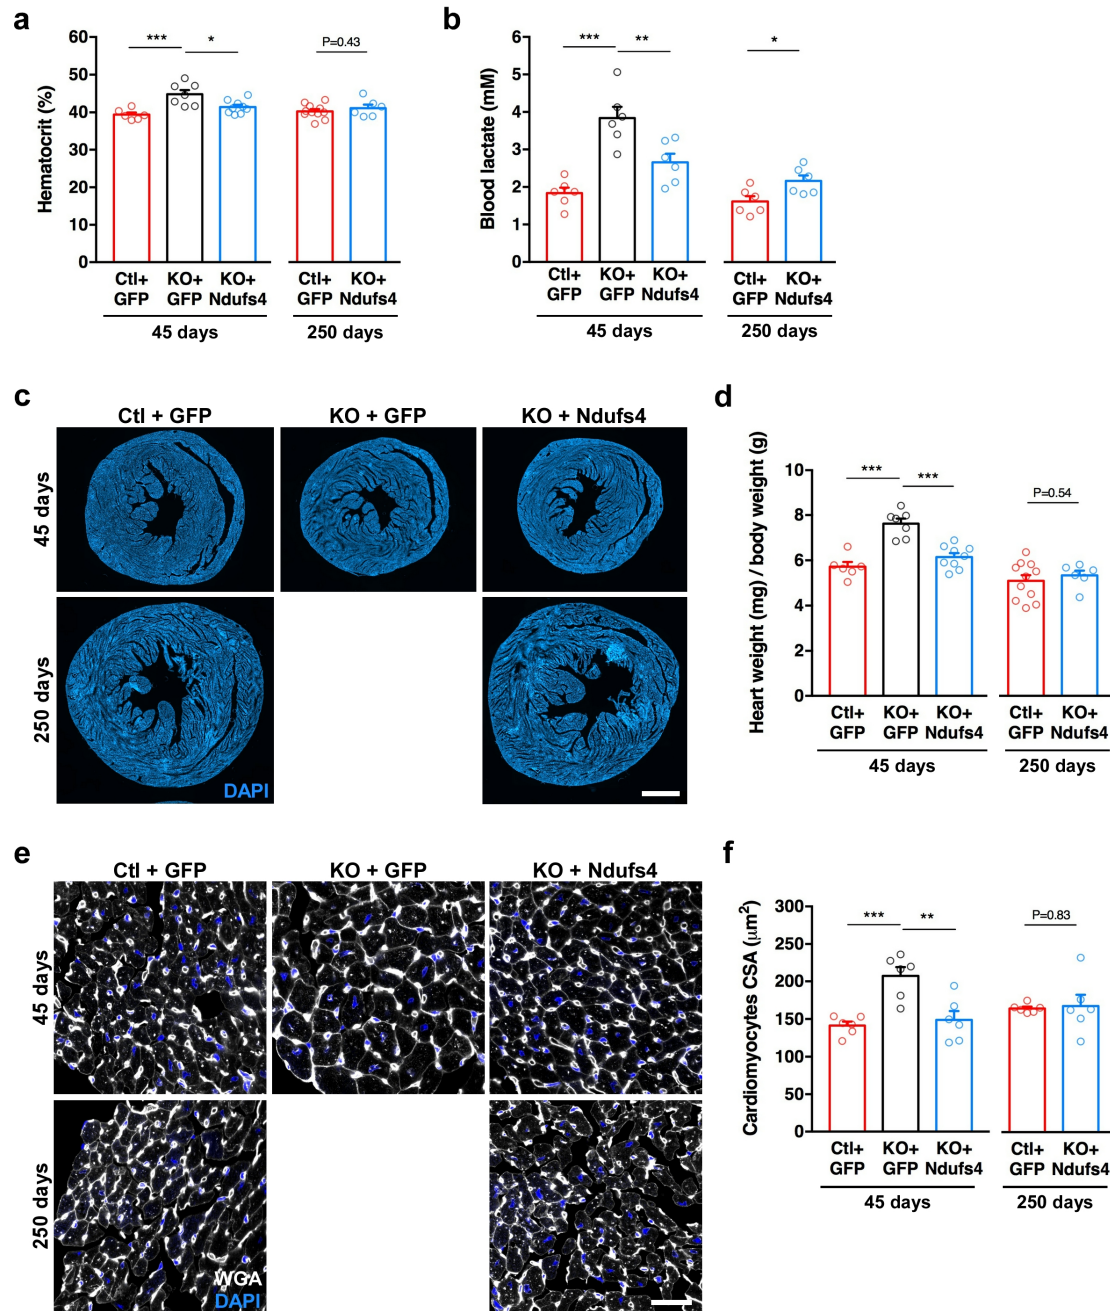 a
Hematocrit (%)
60
50
40
30
20
10
0
***
*
P=0.43
Ctl+
GFP
KO+
GFP
KO+
Ndufs4
Ctl+
GFP
KO+
Ndufs4
45 days
250 days
b
Blood lactate (mM)
6
5
4
3
2
1
0
***
**
*
Ctl+
GFP
KO+
GFP
KO+
Ndufs4
Ctl+
GFP
KO+
Ndufs4
45 days
250 days
c
Ctl + GFP
KO + GFP
KO + Ndufs4
45 days
250 days
DAPI
d
Heart weight (mg) / body weight (g)
10
8
6
4
2
0
***
***
P=0.54
Ctl+
GFP
KO+
GFP
KO+
Ndufs4
Ctl+
GFP
KO+
Ndufs4
45 days
250 days
e
Ctl + GFP
KO + GFP
KO + Ndufs4
45 days
250 days
WGA
DAPI
f
Cardiomyocytes CSA (μm²)
300
250
200
150
100
50
0
***
**
P=0.83
Ctl+
GFP
KO+
GFP
KO+
Ndufs4
Ctl+
GFP
KO+
Ndufs4
45 days
250 days